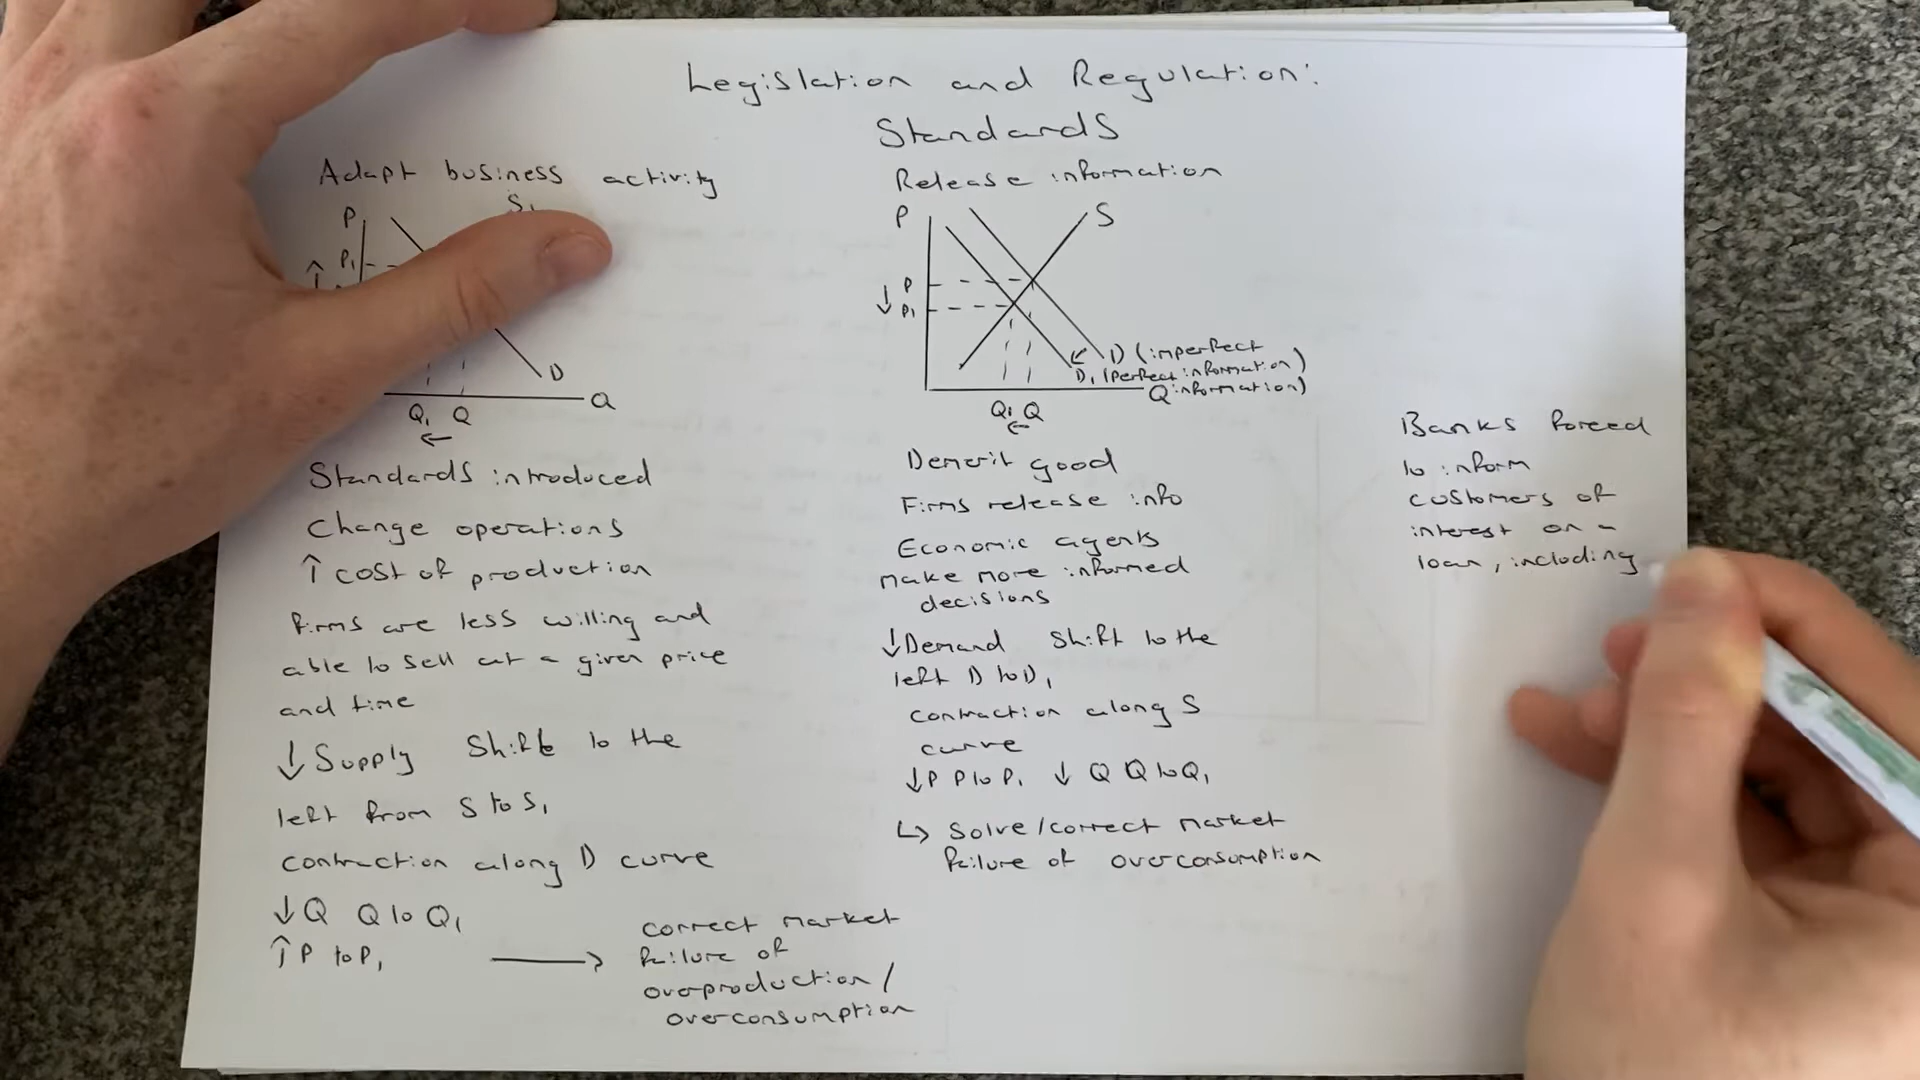 Legislation and Regulation:
Standards
Adapt business activity
S1
P
P1
D
Q
Q1 Q
←
Standards introduced
Change operations
↑ cost of production
firms are less willing and
able to sell at a given price
and time
↓ Supply shift to the
left from S to S1
contraction along D curve
↓Q Q to Q1
↑ P to P1
correct market
failure of
overproduction /
overconsumption
Release information
P
S
P
↓ P1
D (imperfect
information)
D1 (perfect information)
Q
Q1 Q
←
Demerit good
Firms release info
Economic agents
make more informed
decisions
↓Demand shift to the
left D to D1
contraction along S
curve
↓P P to P1 ↓ Q Q to Q1
↳ Solve/correct market
failure of overconsumption
Banks forced
to inform
customers of
interest on a
loan, including